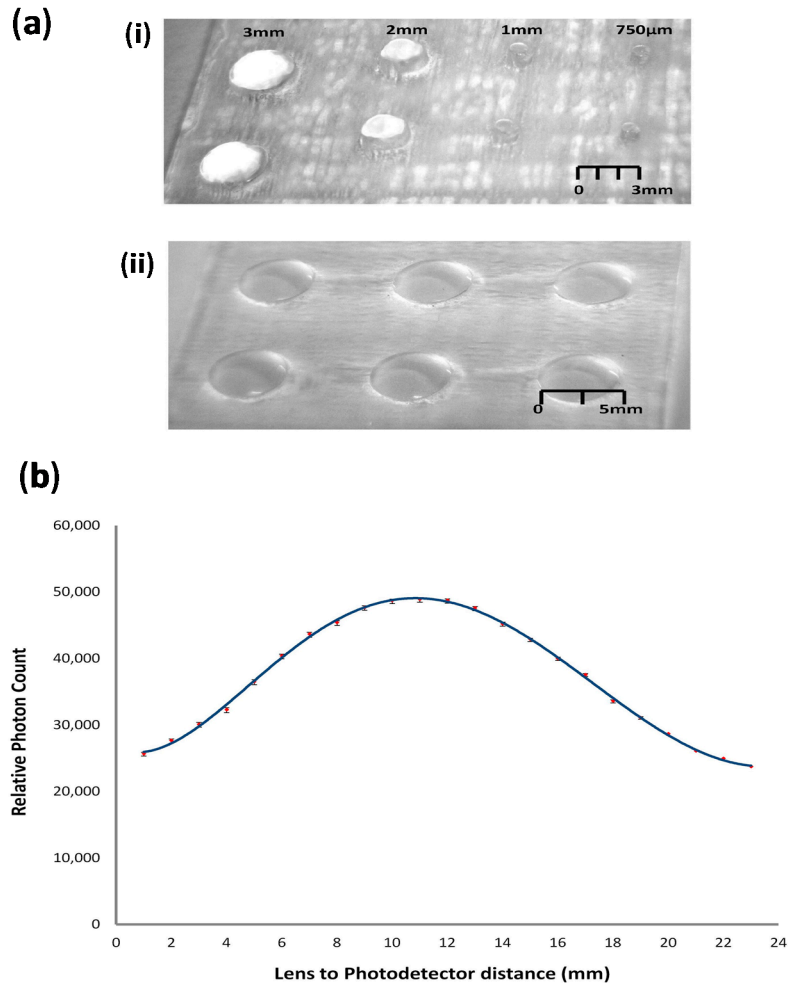 (a)
(i)
3mm 2mm 1mm 750µm
0 3mm
(ii)
0 5mm
(b)
Relative Photon Count
60,000
50,000
40,000
30,000
20,000
10,000
0
0 2 4 6 8 10 12 14 16 18 20 22 24
Lens to Photodetector distance (mm)